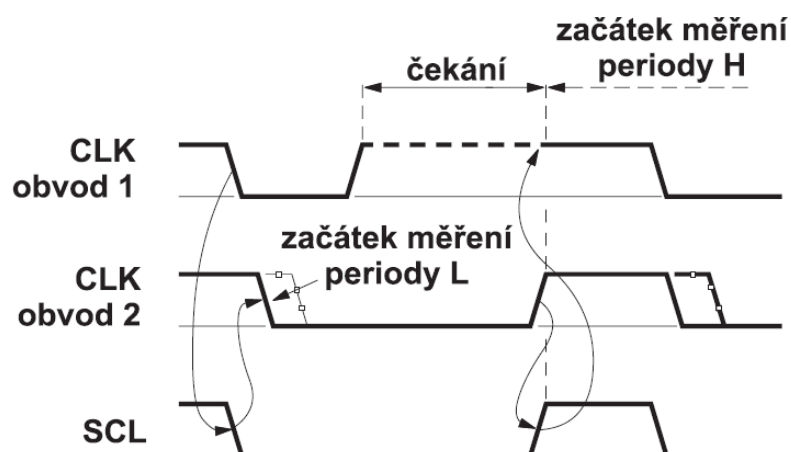 začátek měření
periody H
čekání
CLK
obvod 1
začátek měření
periody L
CLK
obvod 2
SCL